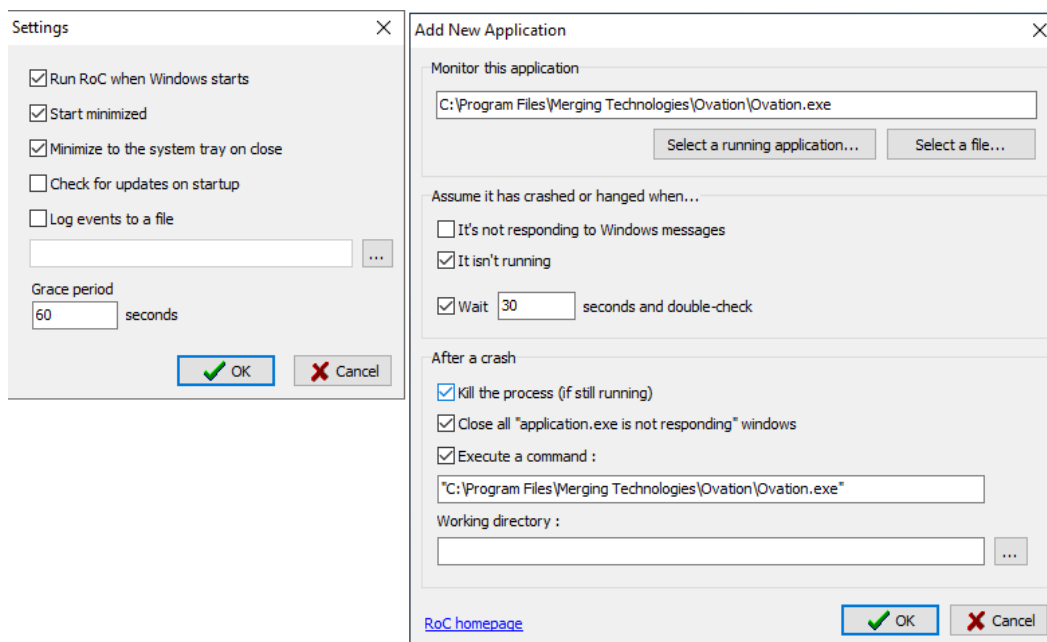 Settings
Run RoC when Windows starts
Start minimized
Minimize to the system tray on close
Check for updates on startup
Log events to a file
...
Grace period
60 seconds
OK Cancel
Add New Application
Monitor this application
C:\Program Files\Merging Technologies\Ovation\Ovation.exe
Select a running application... Select a file...
Assume it has crashed or hanged when...
It's not responding to Windows messages
It isn't running
Wait 30 seconds and double-check
After a crash
Kill the process (if still running)
Close all "application.exe is not responding" windows
Execute a command :
"C:\Program Files\Merging Technologies\Ovation\Ovation.exe"
Working directory :
...
RoC homepage OK Cancel